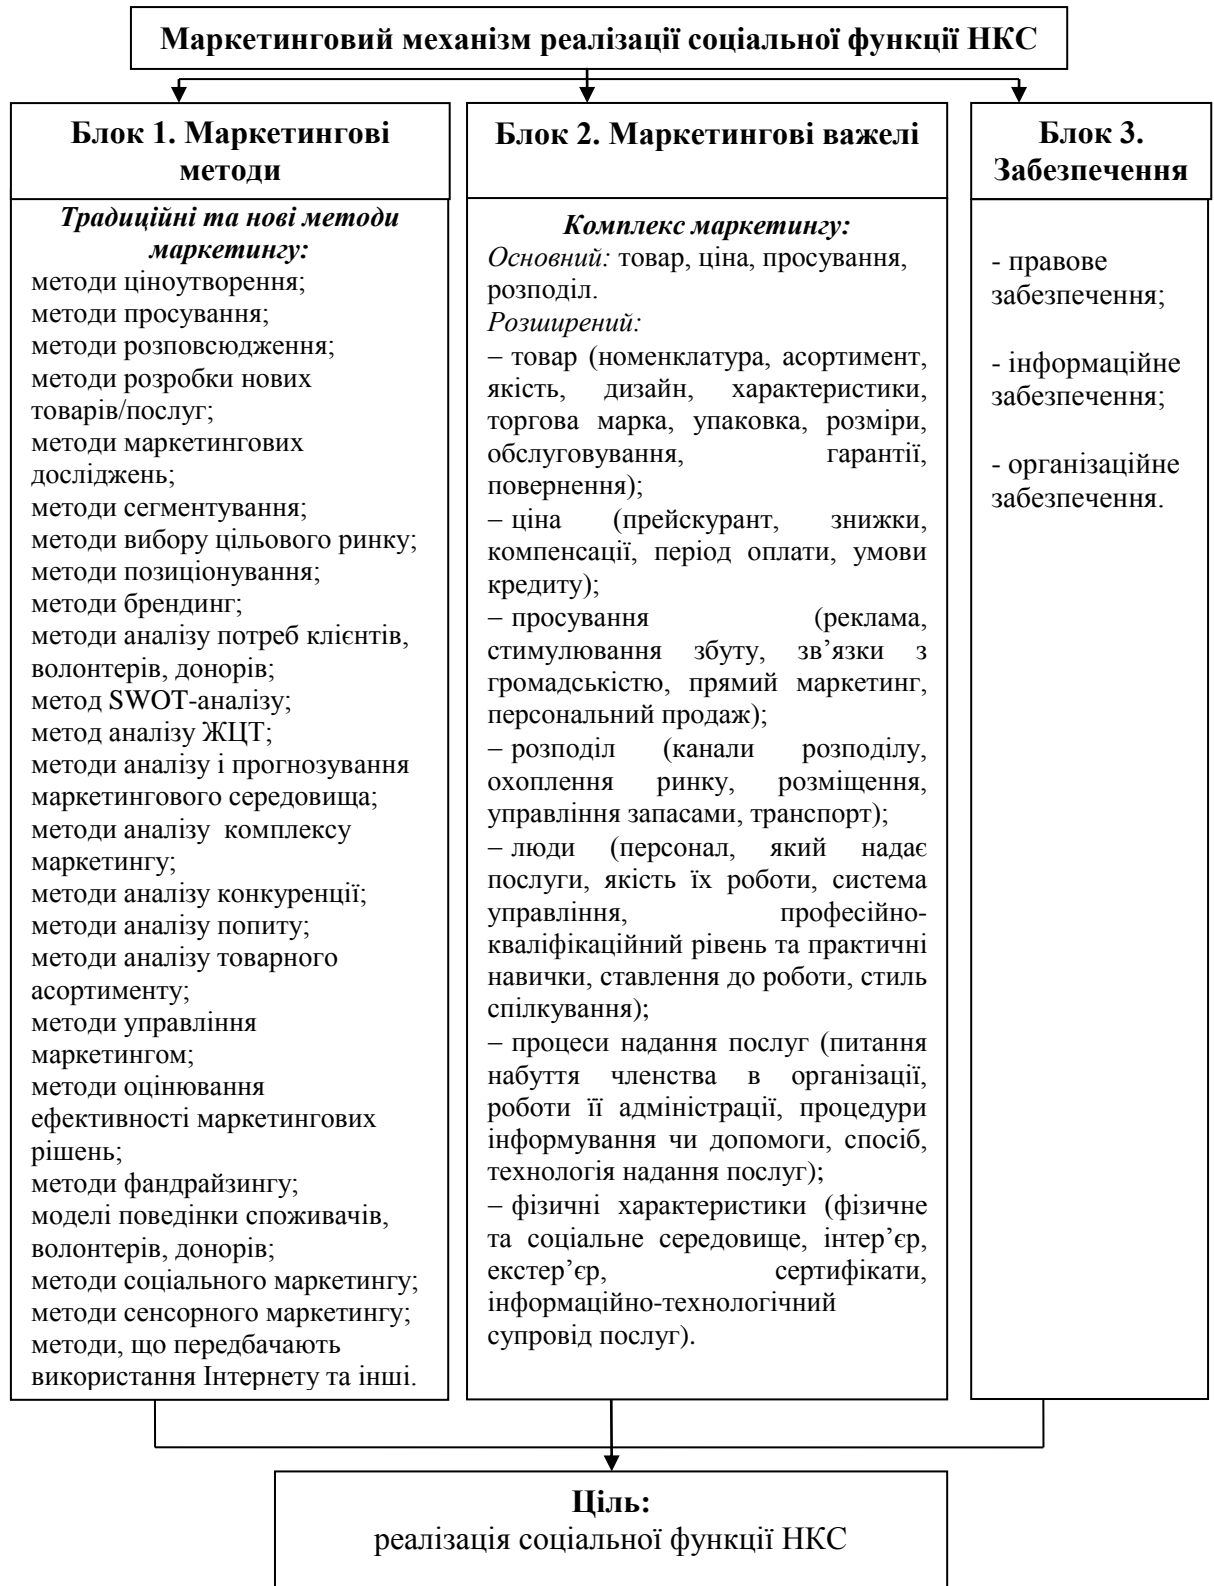 Маркетинговий механізм реалізації соціальної функції НКС
Блок 1. Маркетингові
методи
Традиційні та нові методи
маркетингу:
методи ціноутворення;
методи просування;
методи розповсюдження;
методи розробки нових
товарів/послуг;
методи маркетингових
досліджень;
методи сегментування;
методи вибору цільового ринку;
методи позиціонування;
методи брендинг;
методи аналізу потреб клієнтів,
волонтерів, донорів;
метод SWOT-аналізу;
метод аналізу ЖЦТ;
методи аналізу і прогнозування
маркетингового середовища;
методи аналізу комплексу
маркетингу;
методи аналізу конкуренції;
методи аналізу попиту;
методи аналізу товарного
асортименту;
методи управління
маркетингом;
методи оцінювання
ефективності маркетингових
рішень;
методи фандрайзингу;
моделі поведінки споживачів,
волонтерів, донорів;
методи соціального маркетингу;
методи сенсорного маркетингу;
методи, що передбачають
використання Інтернету та інші.
Блок 2. Маркетингові важелі
Комплекс маркетингу:
Основний: товар, ціна, просування,
розподіл.
Розширений:
– товар (номенклатура, асортимент,
якість, дизайн, характеристики,
торгова марка, упаковка, розміри,
обслуговування, гарантії,
повернення);
– ціна (прейскурант, знижки,
компенсації, період оплати, умови
кредиту);
– просування (реклама,
стимулювання збуту, зв’язки з
громадськістю, прямий маркетинг,
персональний продаж);
– розподіл (канали розподілу,
охоплення ринку, розміщення,
управління запасами, транспорт);
– люди (персонал, який надає
послуги, якість їх роботи, система
управління, професійно-
кваліфікаційний рівень та практичні
навички, ставлення до роботи, стиль
спілкування);
– процеси надання послуг (питання
набуття членства в організації,
роботи її адміністрації, процедури
інформування чи допомоги, спосіб,
технологія надання послуг);
– фізичні характеристики (фізичне
та соціальне середовище, інтер’єр,
екстер’єр, сертифікати,
інформаційно-технологічний
супровід послуг).
Блок 3.
Забезпечення
- правове
забезпечення;
- інформаційне
забезпечення;
- організаційне
забезпечення.
Ціль:
реалізація соціальної функції НКС